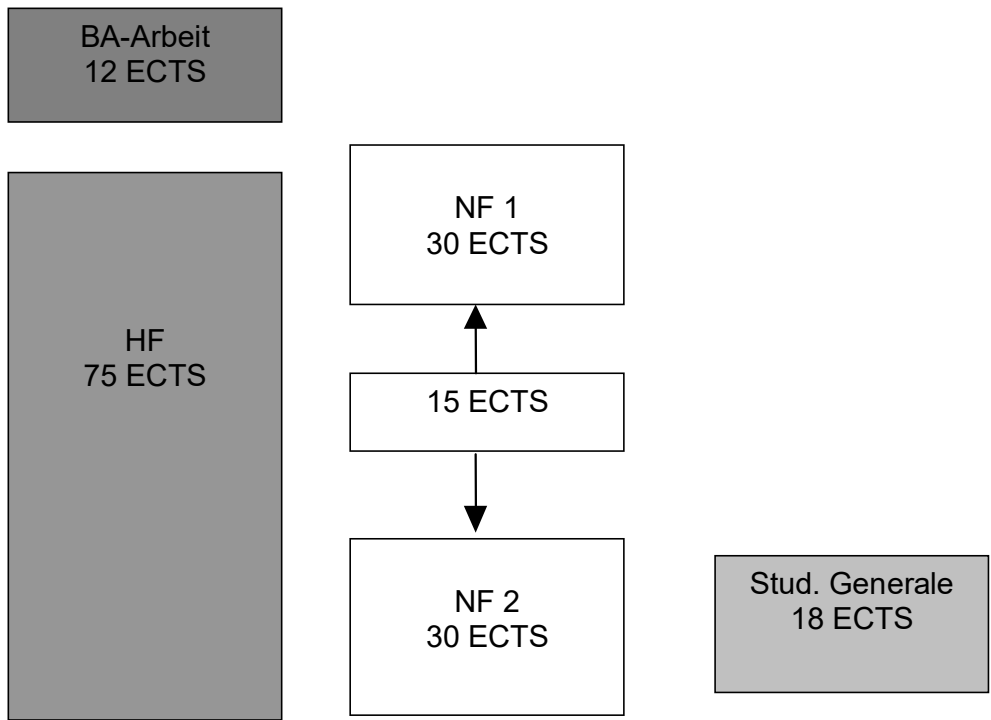 BA-Arbeit
12 ECTS
HF
75 ECTS
NF 1
30 ECTS
15 ECTS
NF 2
30 ECTS
Stud. Generale
18 ECTS